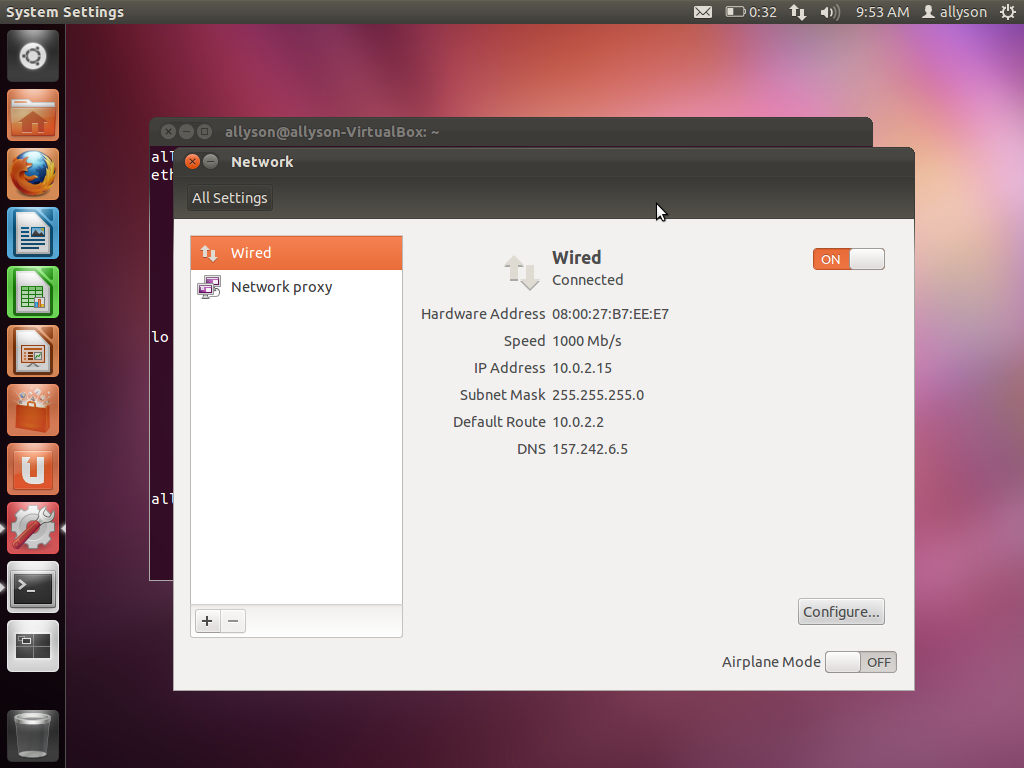 System Settings
0:32
9:53 AM
allyson
allyson@allyson-VirtualBox: ~
all
eth
lo
all
Network
All Settings
Wired
Network proxy
Wired
Connected
ON
Hardware Address 08:00:27:B7:EE:E7
Speed 1000 Mb/s
IP Address 10.0.2.15
Subnet Mask 255.255.255.0
Default Route 10.0.2.2
DNS 157.242.6.5
Configure...
Airplane Mode OFF